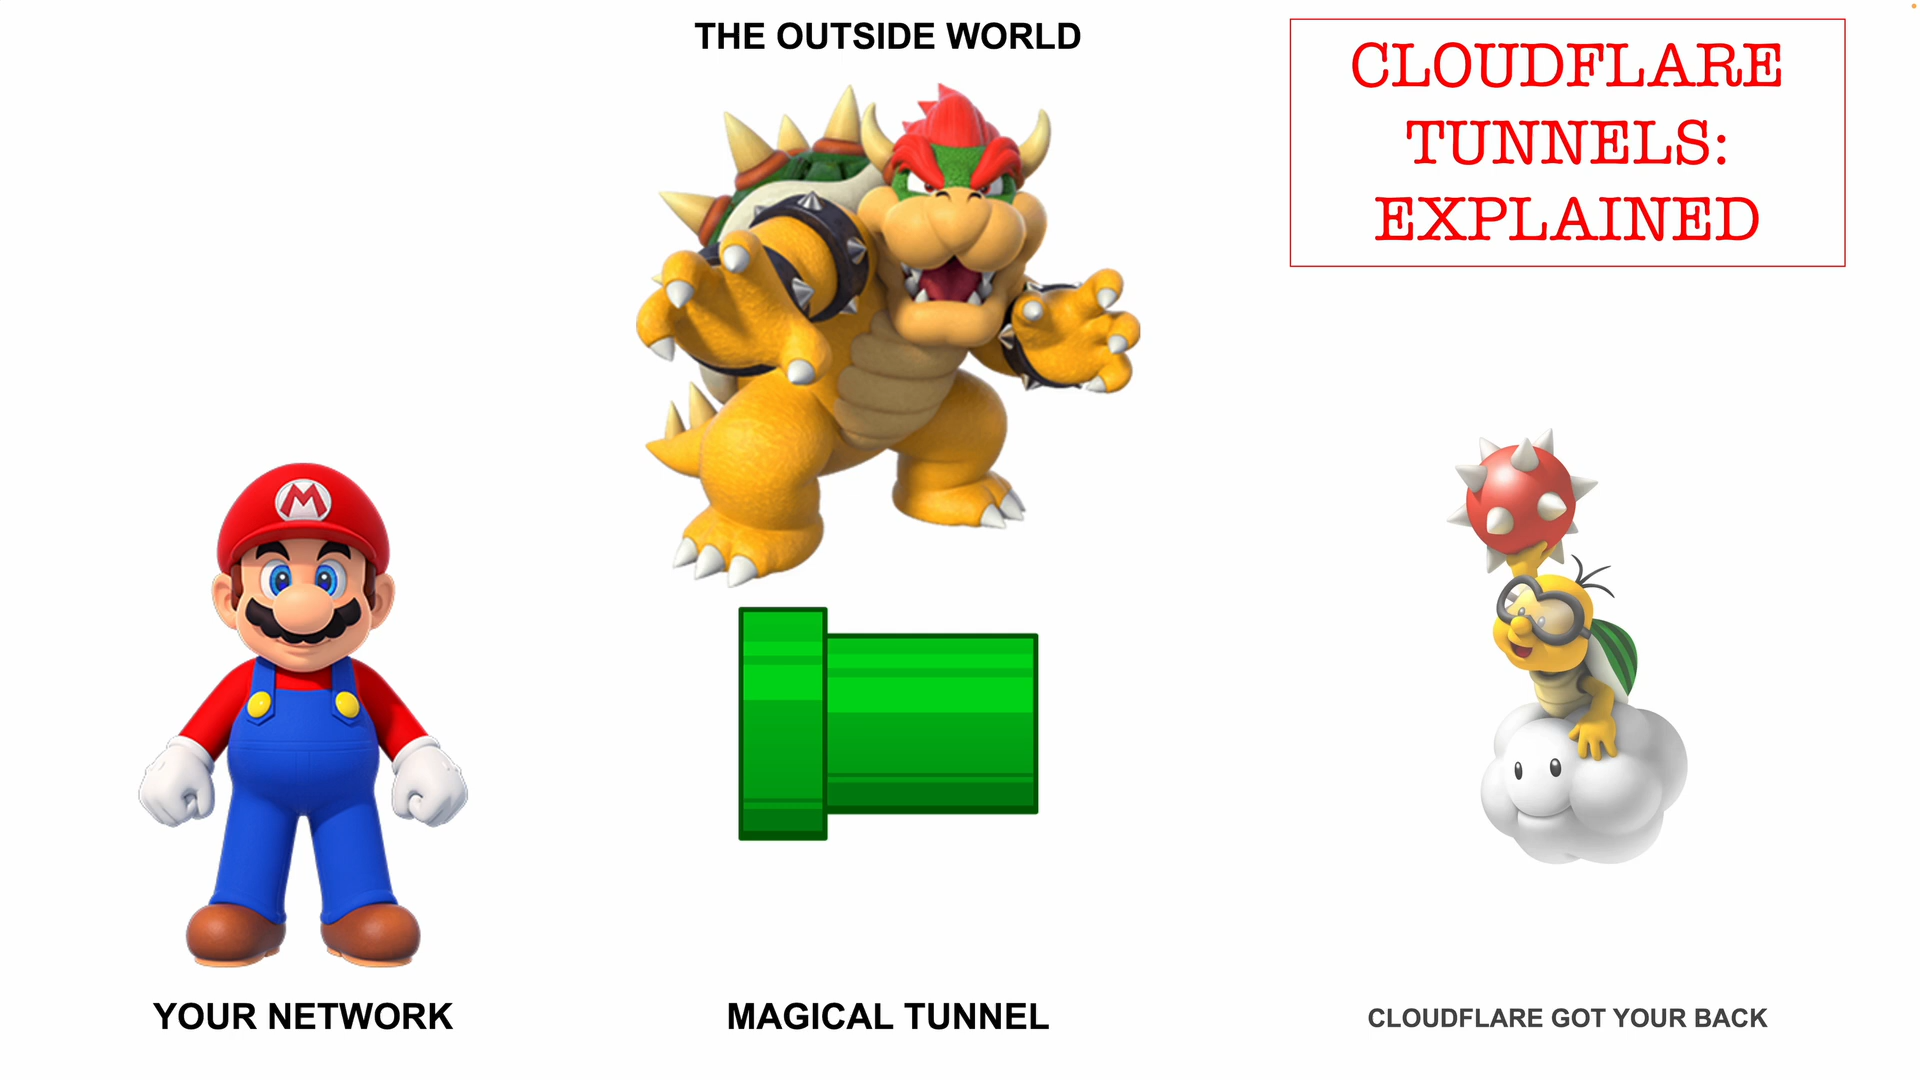 THE OUTSIDE WORLD
CLOUDFLARE
TUNNELS:
EXPLAINED
M
YOUR NETWORK
MAGICAL TUNNEL
CLOUDFLARE GOT YOUR BACK